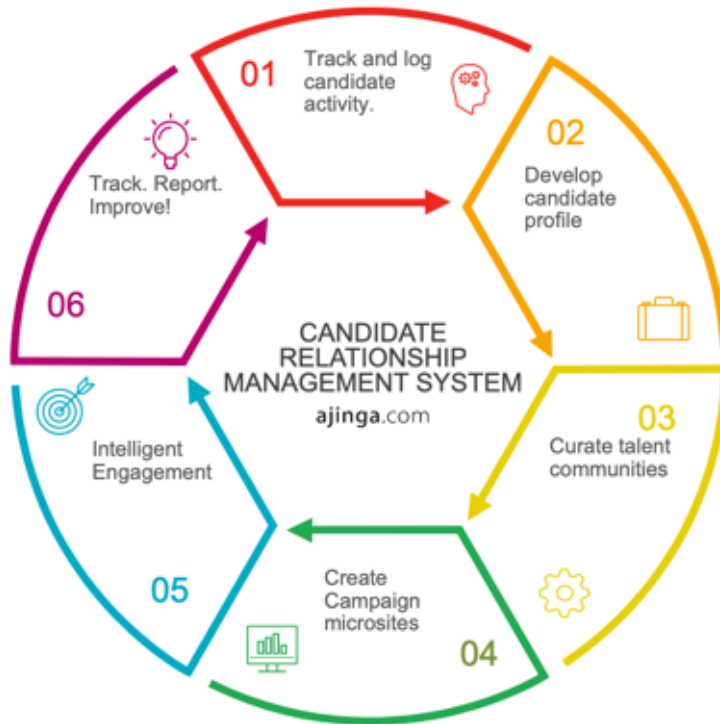 01
Track and log
candidate
activity.
02
Develop
candidate
profile
03
Curate talent
communities
04
Create
Campaign
microsites
05
Intelligent
Engagement
06
Track. Report.
Improve!
CANDIDATE
RELATIONSHIP
MANAGEMENT SYSTEM
ajinga.com